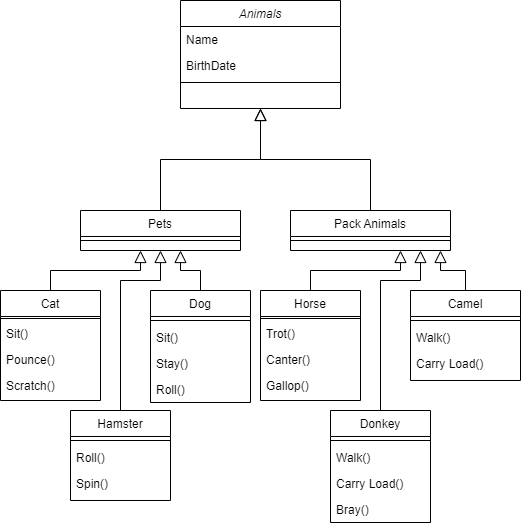 Animals
Name
BirthDate
Pets
Pack Animals
Cat
Sit()
Pounce()
Scratch()
Dog
Sit()
Stay()
Roll()
Horse
Trot()
Canter()
Gallop()
Camel
Walk()
Carry Load()
Hamster
Roll()
Spin()
Donkey
Walk()
Carry Load()
Bray()